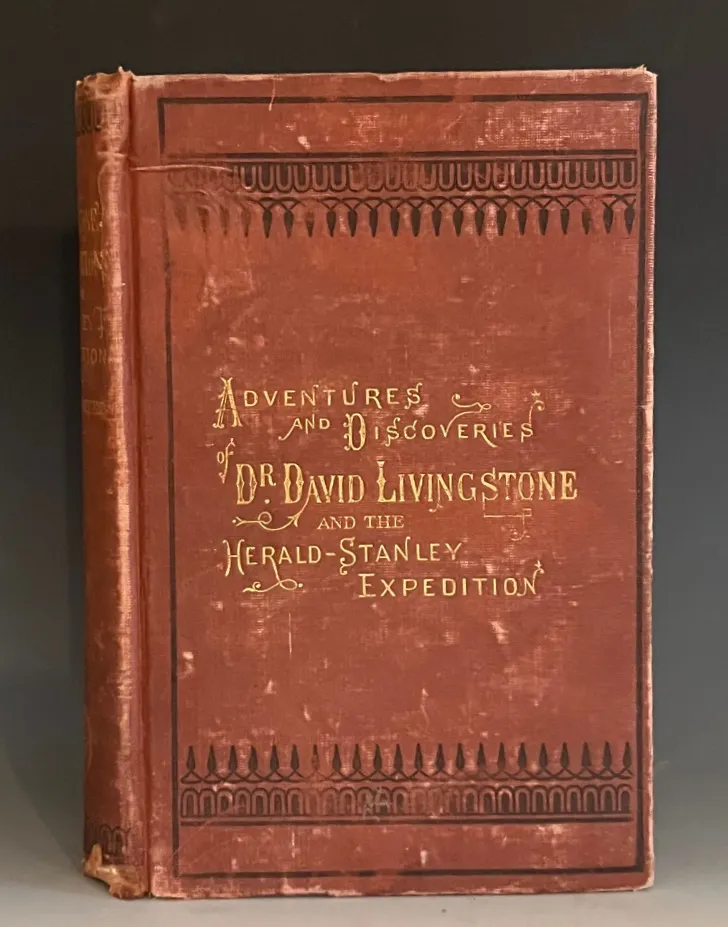 ADVENTURES
AND DISCOVERIES
of
DR. DAVID LIVINGSTONE
AND THE
HERALD-STANLEY
EXPEDITION